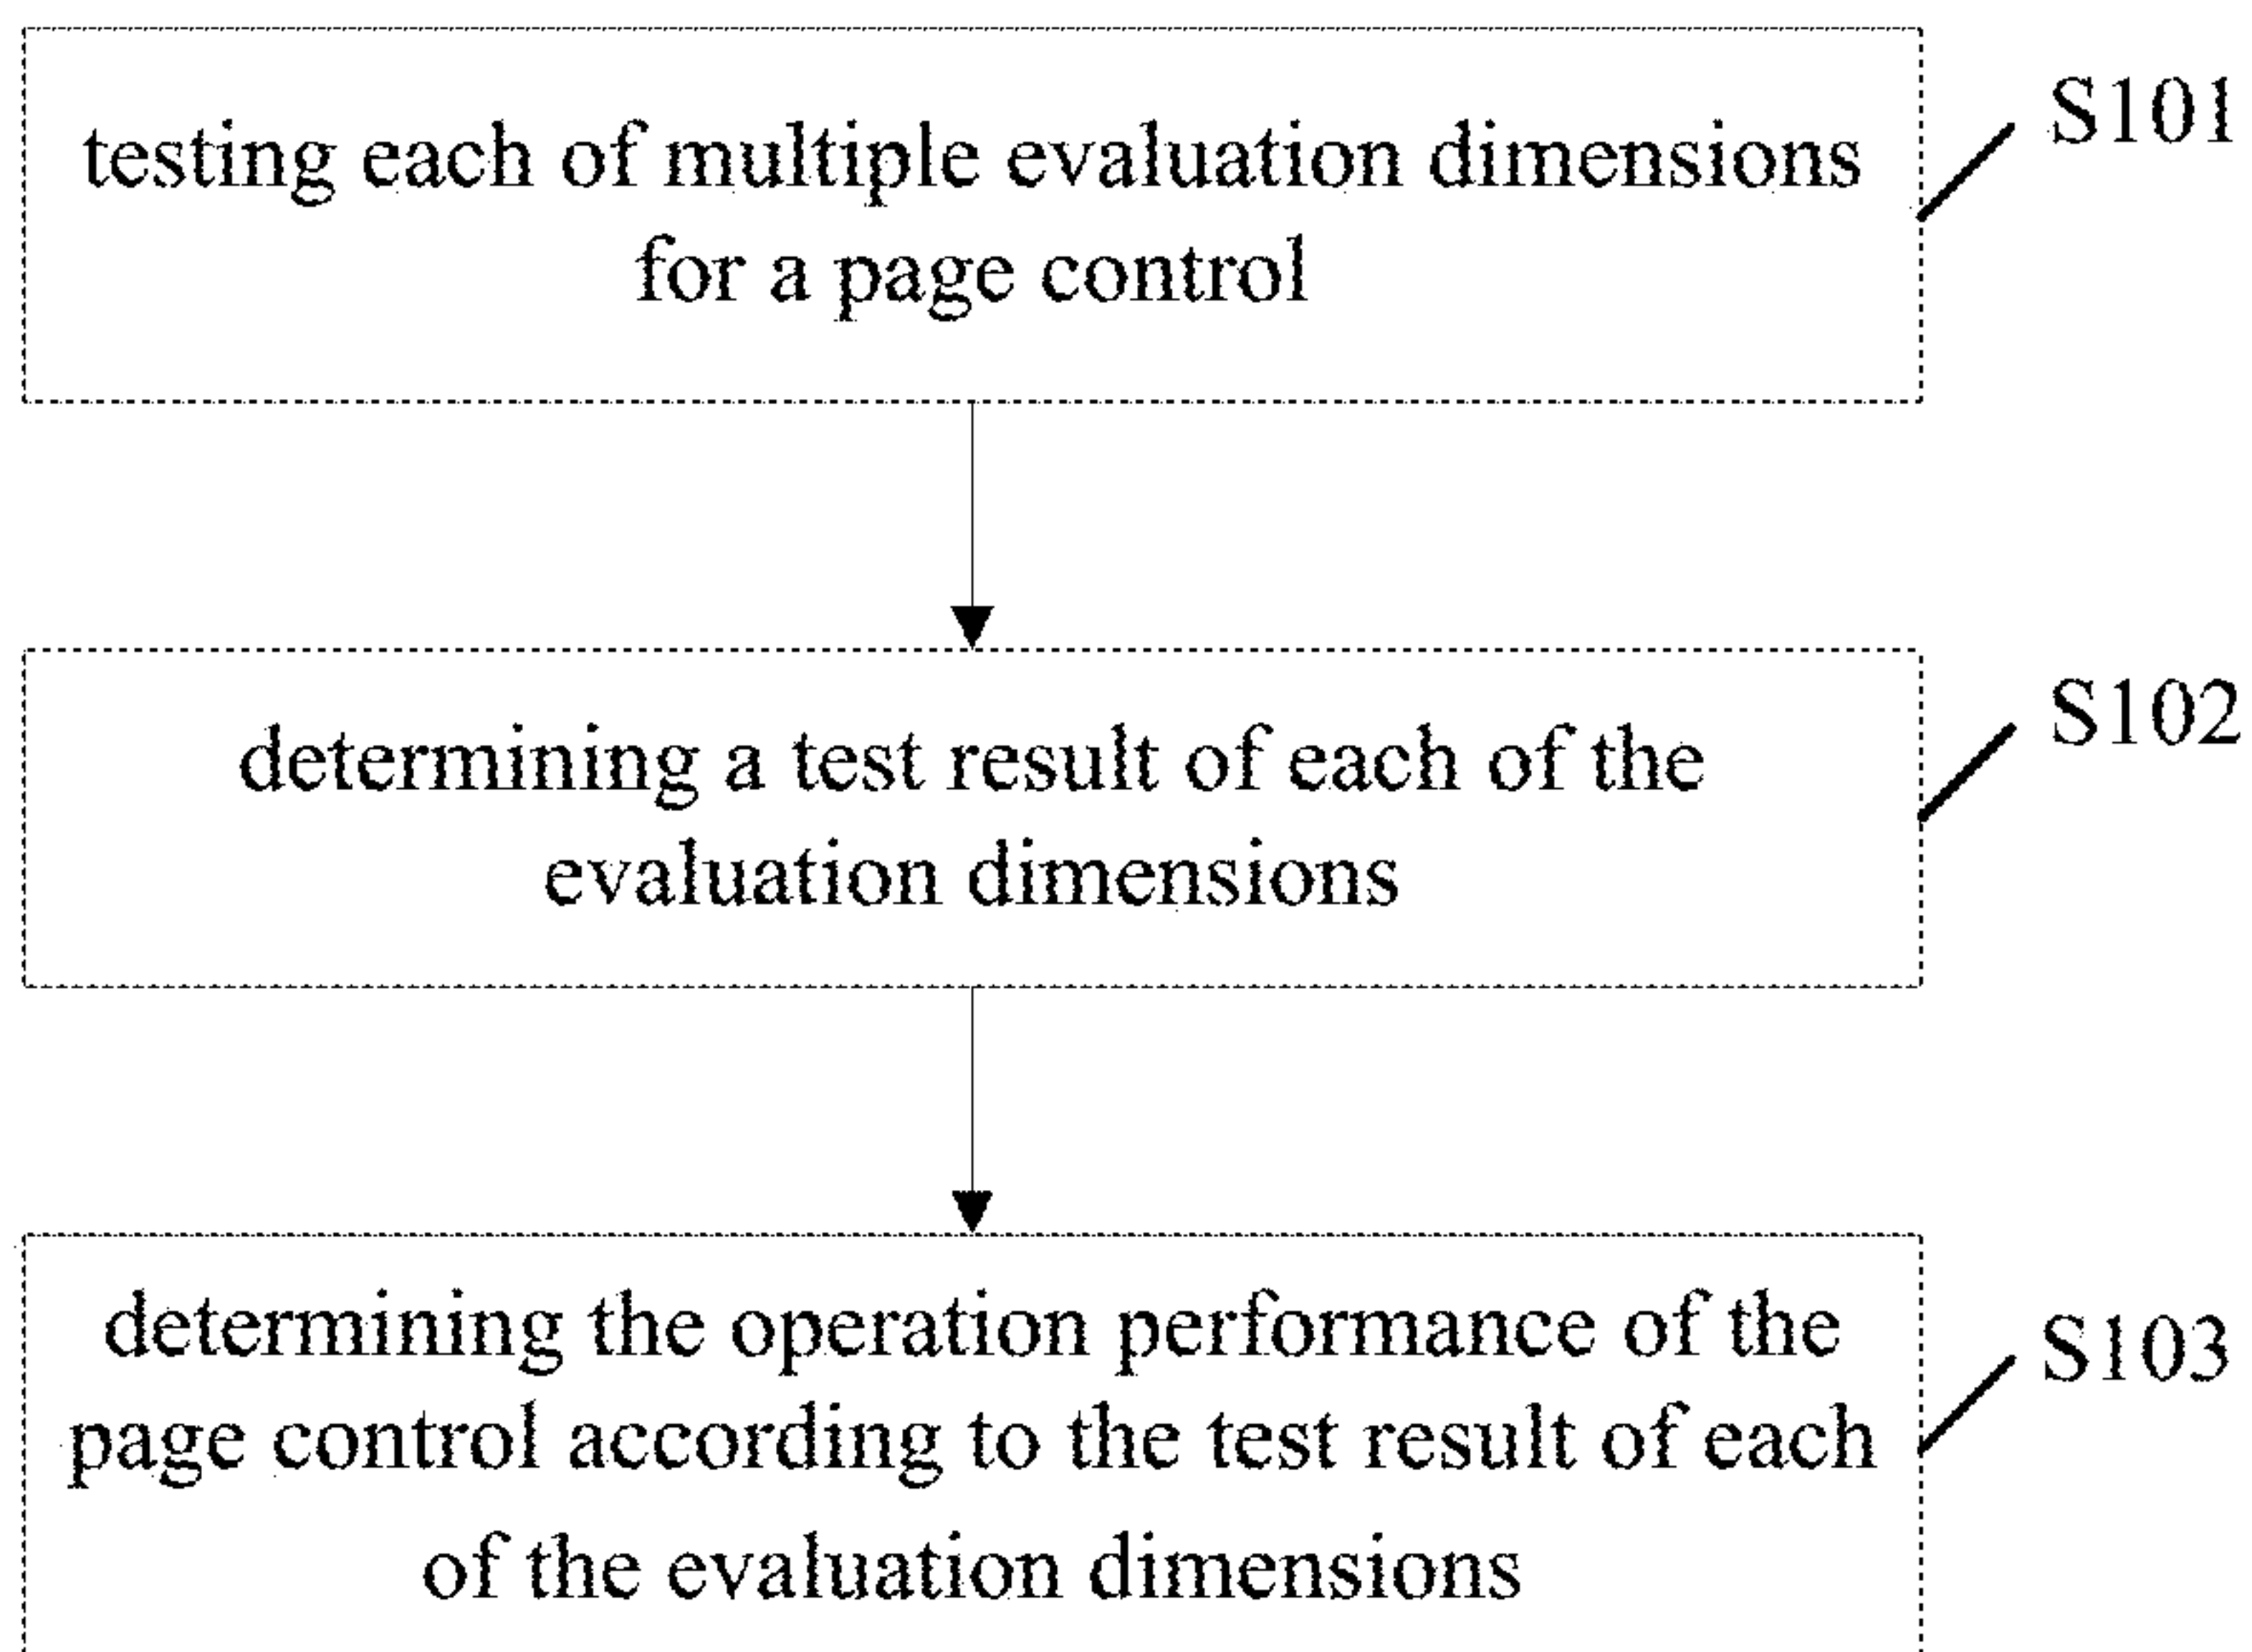 testing each of multiple evaluation dimensions
for a page control
S101
determining a test result of each of the
evaluation dimensions
S102
determining the operation performance of the
page control according to the test result of each
of the evaluation dimensions
S103